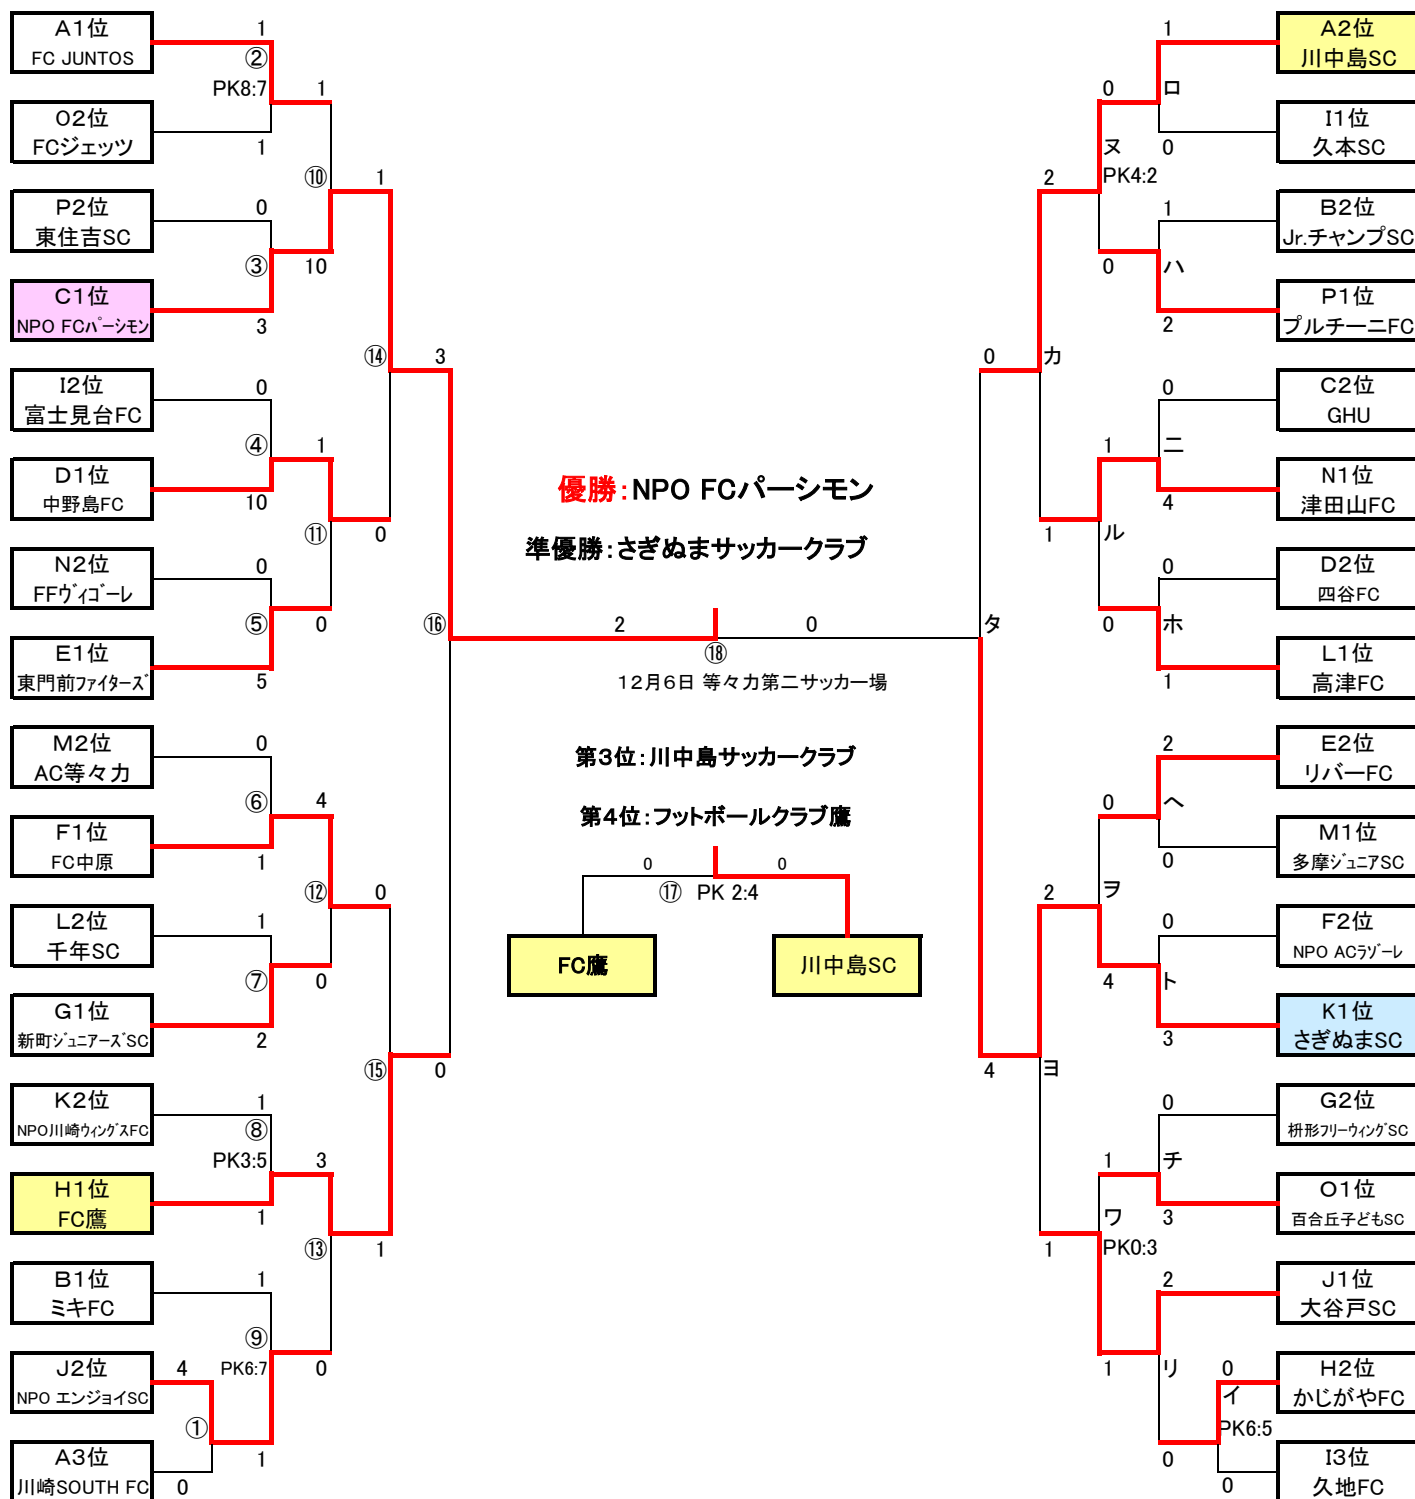 A1位
FC JUNTOS
1
②
PK8:7
1
O2位
FCジェッツ
1
⑩
1
P2位
東住吉SC
0
③
10
C1位
NPO FCパーシモン
3
⑭
3
I2位
富士見台FC
0
④
1
D1位
中野島FC
10
⑪
0
N2位
FFヴィゴーレ
0
⑤
0
E1位
東門前ファイターズ
5
⑯
M2位
AC等々力
0
⑥
4
F1位
FC中原
1
⑫
0
L2位
千年SC
1
⑦
0
G1位
新町ジュニアーズSC
2
⑮
0
K2位
NPO川崎ウィングスFC
1
⑧
PK3:5
3
H1位
FC鷹
1
⑬
1
B1位
ミキFC
1
⑨
PK6:7
0
J2位
NPO エンジョイSC
4
①
1
A3位
川崎SOUTH FC
0
優勝:NPO FCパーシモン
準優勝:さぎぬまサッカークラブ
2
0
⑱
12月6日 等々力第二サッカー場
第3位:川中島サッカークラブ
第4位:フットボールクラブ鷹
0
0
⑰ PK 2:4
FC鷹
川中島SC
1
A2位
川中島SC
0
ロ
I1位
久本SC
0
ヌ
PK4:2
2
1
B2位
Jr.チャンプSC
0
ハ
P1位
プルチーニFC
2
0
カ
0
C2位
GHU
1
ニ
N1位
津田山FC
4
1
ル
0
D2位
四谷FC
0
ホ
L1位
高津FC
1
タ
2
E2位
リバーFC
0
ヘ
M1位
多摩ジュニアSC
0
2
ヲ
0
F2位
NPO ACラゾーレ
4
ト
K1位
さぎぬまSC
3
4
ヨ
0
G2位
枡形フリーウィングSC
1
チ
O1位
百合丘子どもSC
3
1
ワ
PK0:3
2
J1位
大谷戸SC
1
リ
0
H2位
かじがやFC
イ
PK6:5
0
0
I3位
久地FC